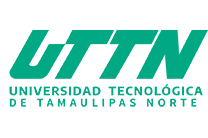 UTTN
UNIVERSIDAD TECNOLÓGICA
DE TAMAULIPAS NORTE